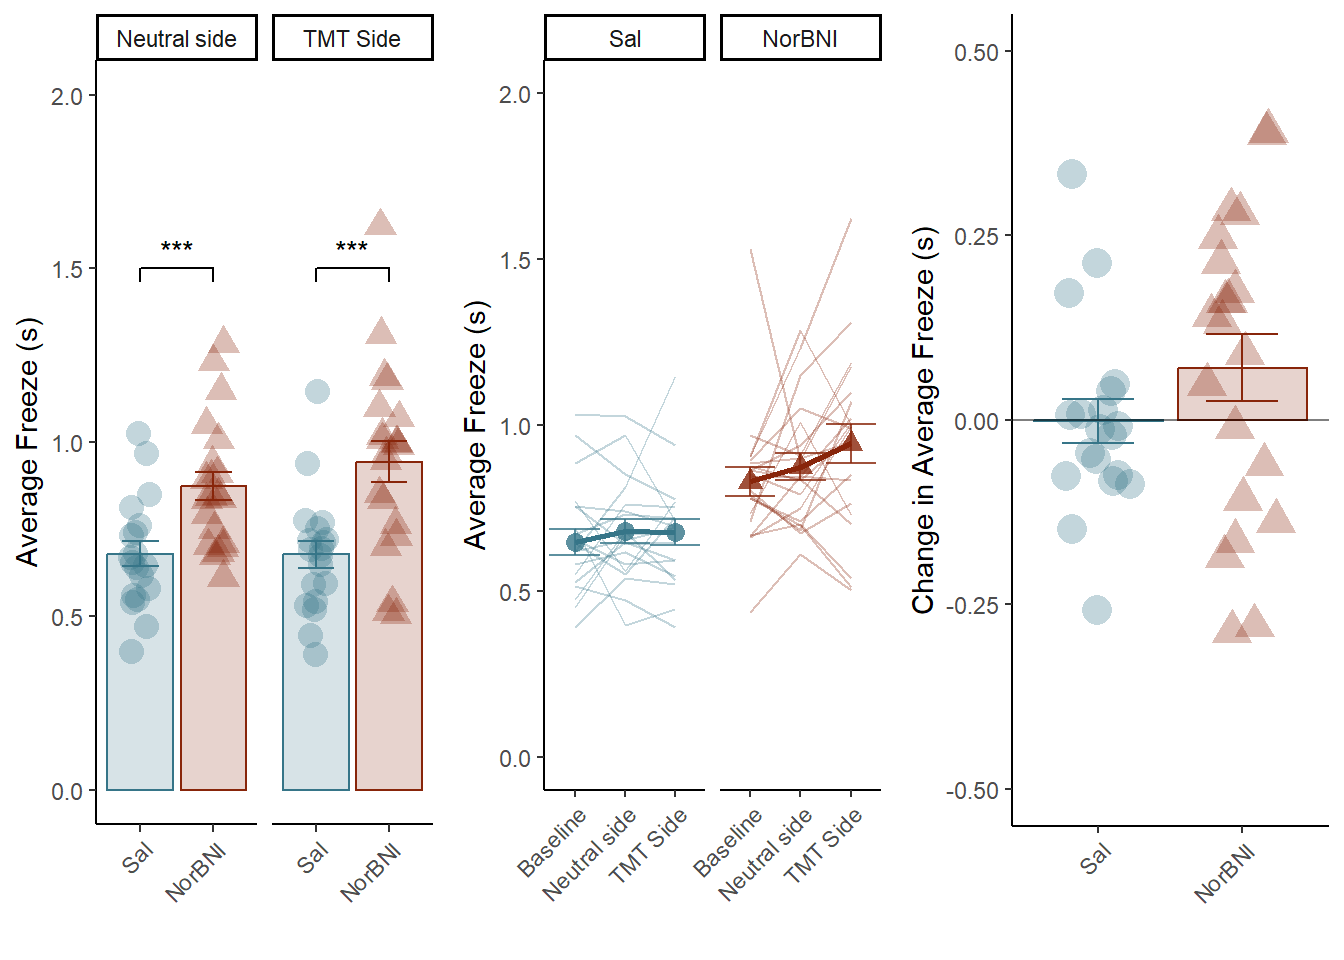 Neutral side
TMT Side
Average Freeze (s)
2.0
1.5
1.0
0.5
0.0
***
***
Sal
NorBNI
Sal
NorBNI
Sal
NorBNI
Average Freeze (s)
2.0
1.5
1.0
0.5
0.0
Baseline
Neutral side
TMT Side
Baseline
Neutral side
TMT Side
Change in Average Freeze (s)
0.50
0.25
0.00
-0.25
-0.50
Sal
NorBNI